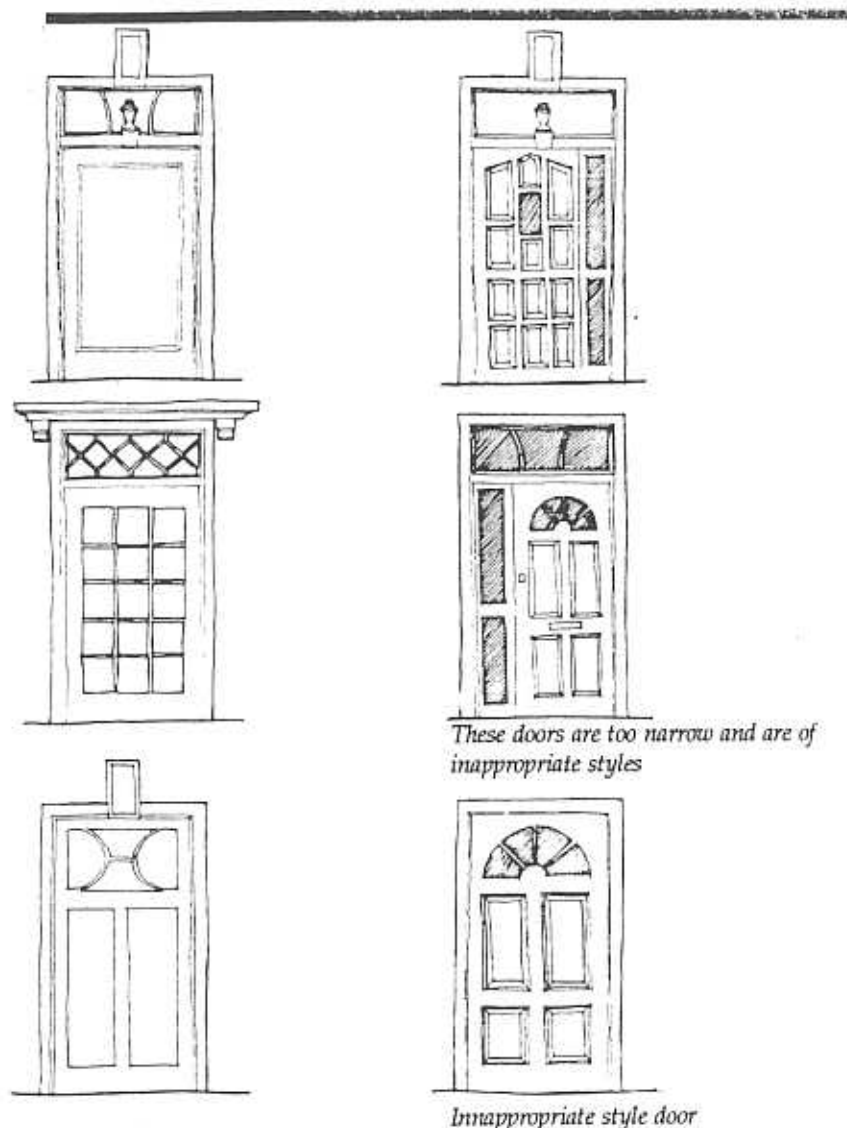 These doors are too narrow and are of
inappropriate styles
Innappropriate style door